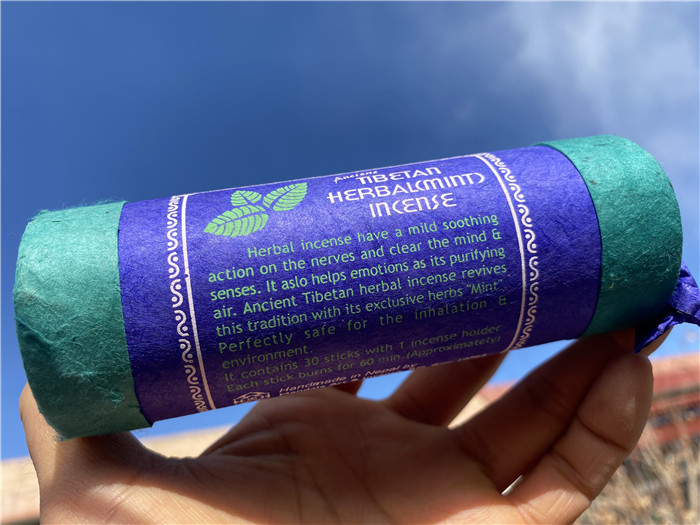 Ancient
TIBETAN
HERBAL(MINT)
INCENSE
Herbal incense have a mild soothing
action on the nerves and clear the mind &
senses. It aslo helps emotions as its purifying
air. Ancient Tibetan herbal incense revives
this tradition with its exclusive herbs "Mint".
Perfectly safe for the inhalation &
environment.
It contains 30 sticks with 1 incense holder
Each stick burns for 60 min. (Approximately)
Handmade in Nepal by